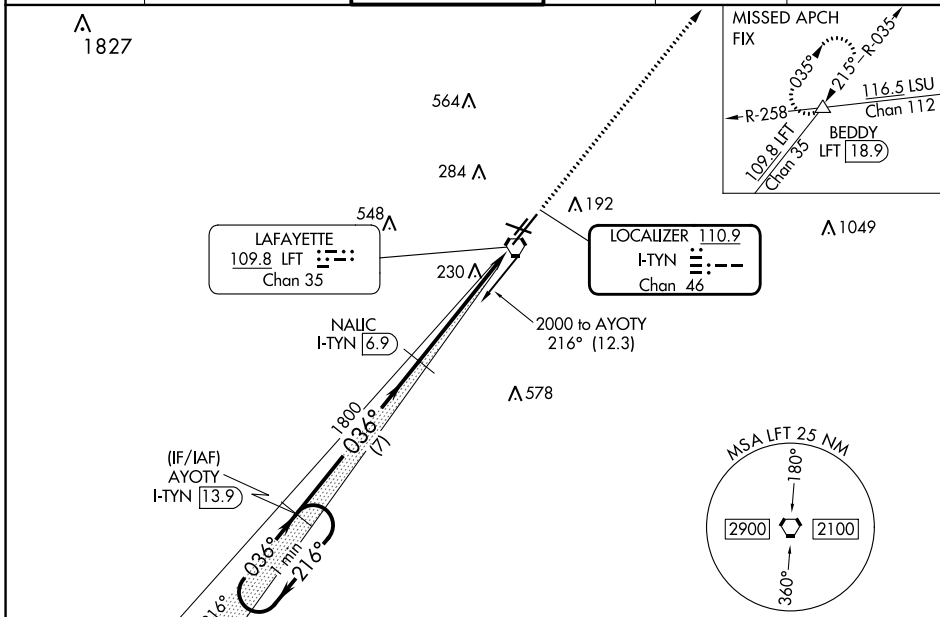 1827
564
284
548
192
1049
MISSED APCH
FIX
035°
215°
R-035
116.5 LSU
Chan 112
R-258
BEDDY
LFT 18.9
109.8 LFT
Chan 35
LAFAYETTE
109.8 LFT
Chan 35
LOCALIZER 110.9
I-TYN
Chan 46
230
NALIC
I-TYN 6.9
2000 to AYOTY
216° (12.3)
578
1800
036°
(7)
(IF/IAF)
AYOTY
I-TYN 13.9
036°
1 min
216°
216°
MSA LFT 25 NM
180°
2900
2100
360°